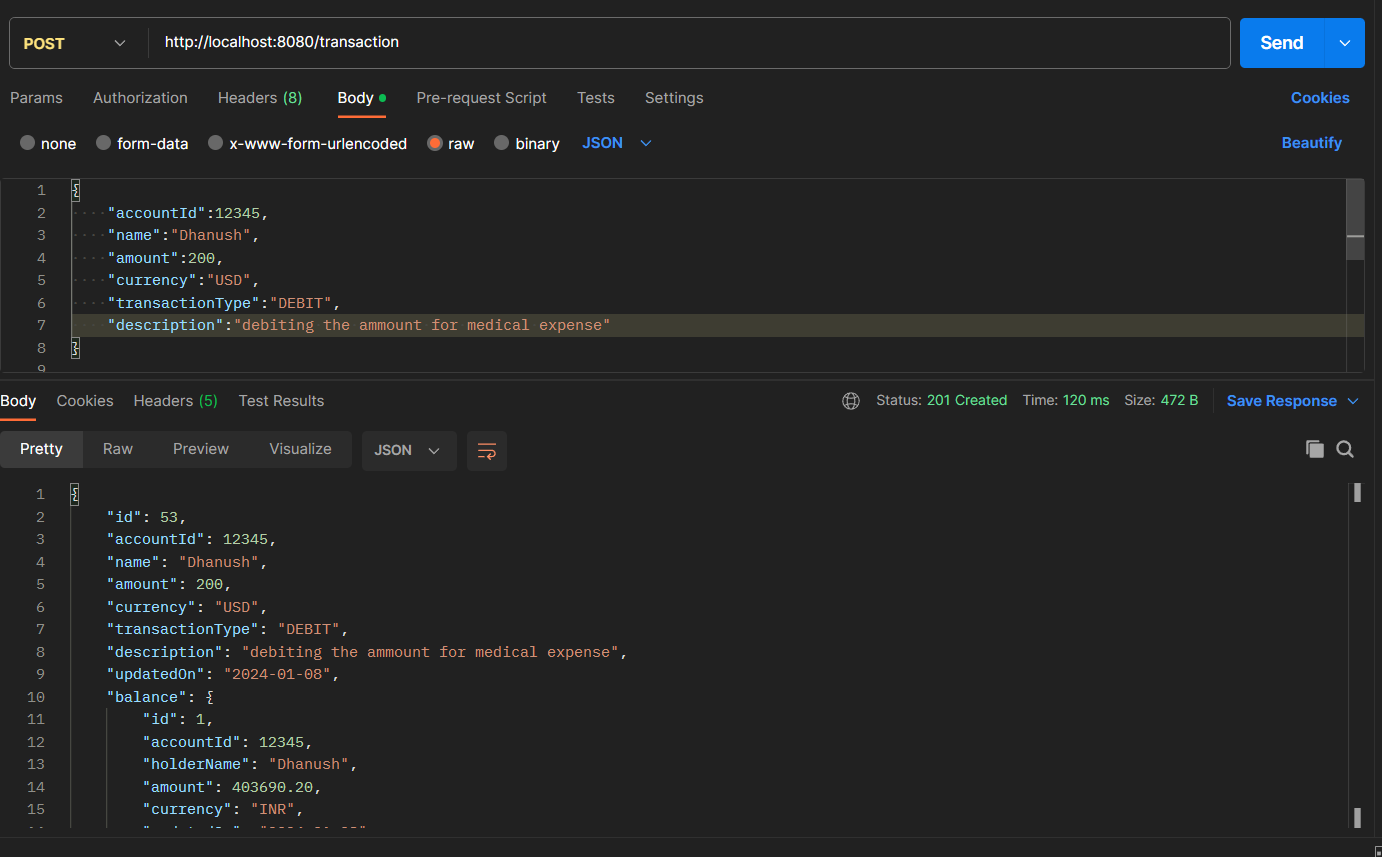 POST http://localhost:8080/transaction Send
Params Authorization Headers (8) Body Pre-request Script Tests Settings Cookies
none form-data x-www-form-urlencoded raw binary JSON Beautify
1 {
2 "accountId":12345,
3 "name":"Dhanush",
4 "amount":200,
5 "currency":"USD",
6 "transactionType":"DEBIT",
7 "description":"debiting the ammount for medical expense"
8 }
9
Body Cookies Headers (5) Test Results Status: 201 Created Time: 120 ms Size: 472 B Save Response
Pretty Raw Preview Visualize JSON
1 {
2 "id": 53,
3 "accountId": 12345,
4 "name": "Dhanush",
5 "amount": 200,
6 "currency": "USD",
7 "transactionType": "DEBIT",
8 "description": "debiting the ammount for medical expense",
9 "updatedOn": "2024-01-08",
10 "balance": {
11 "id": 1,
12 "accountId": 12345,
13 "holderName": "Dhanush",
14 "amount": 403690.20,
15 "currency": "INR",